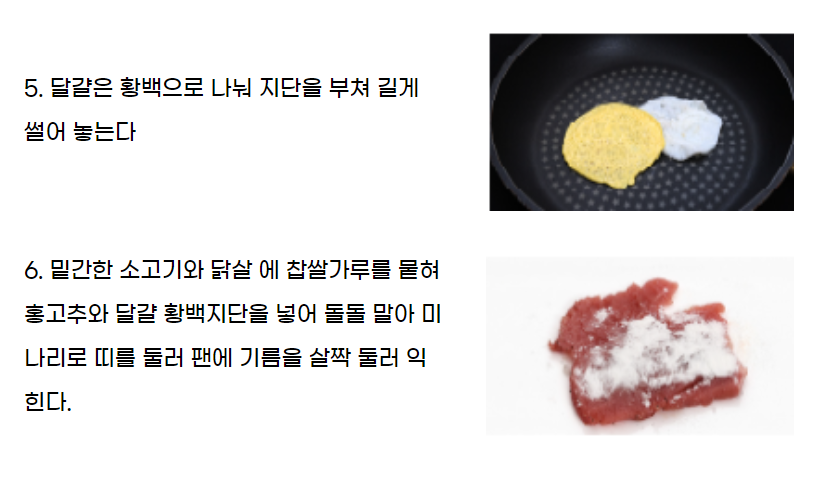 5. 달걀은 황백으로 나눠 지단을 부쳐 길게
썰어 놓는다
6. 밑간한 소고기와 닭살 에 찹쌀가루를 묻혀
홍고추와 달걀 황백지단을 넣어 돌돌 말아 미
나리로 띠를 둘러 팬에 기름을 살짝 둘러 익
힌다.